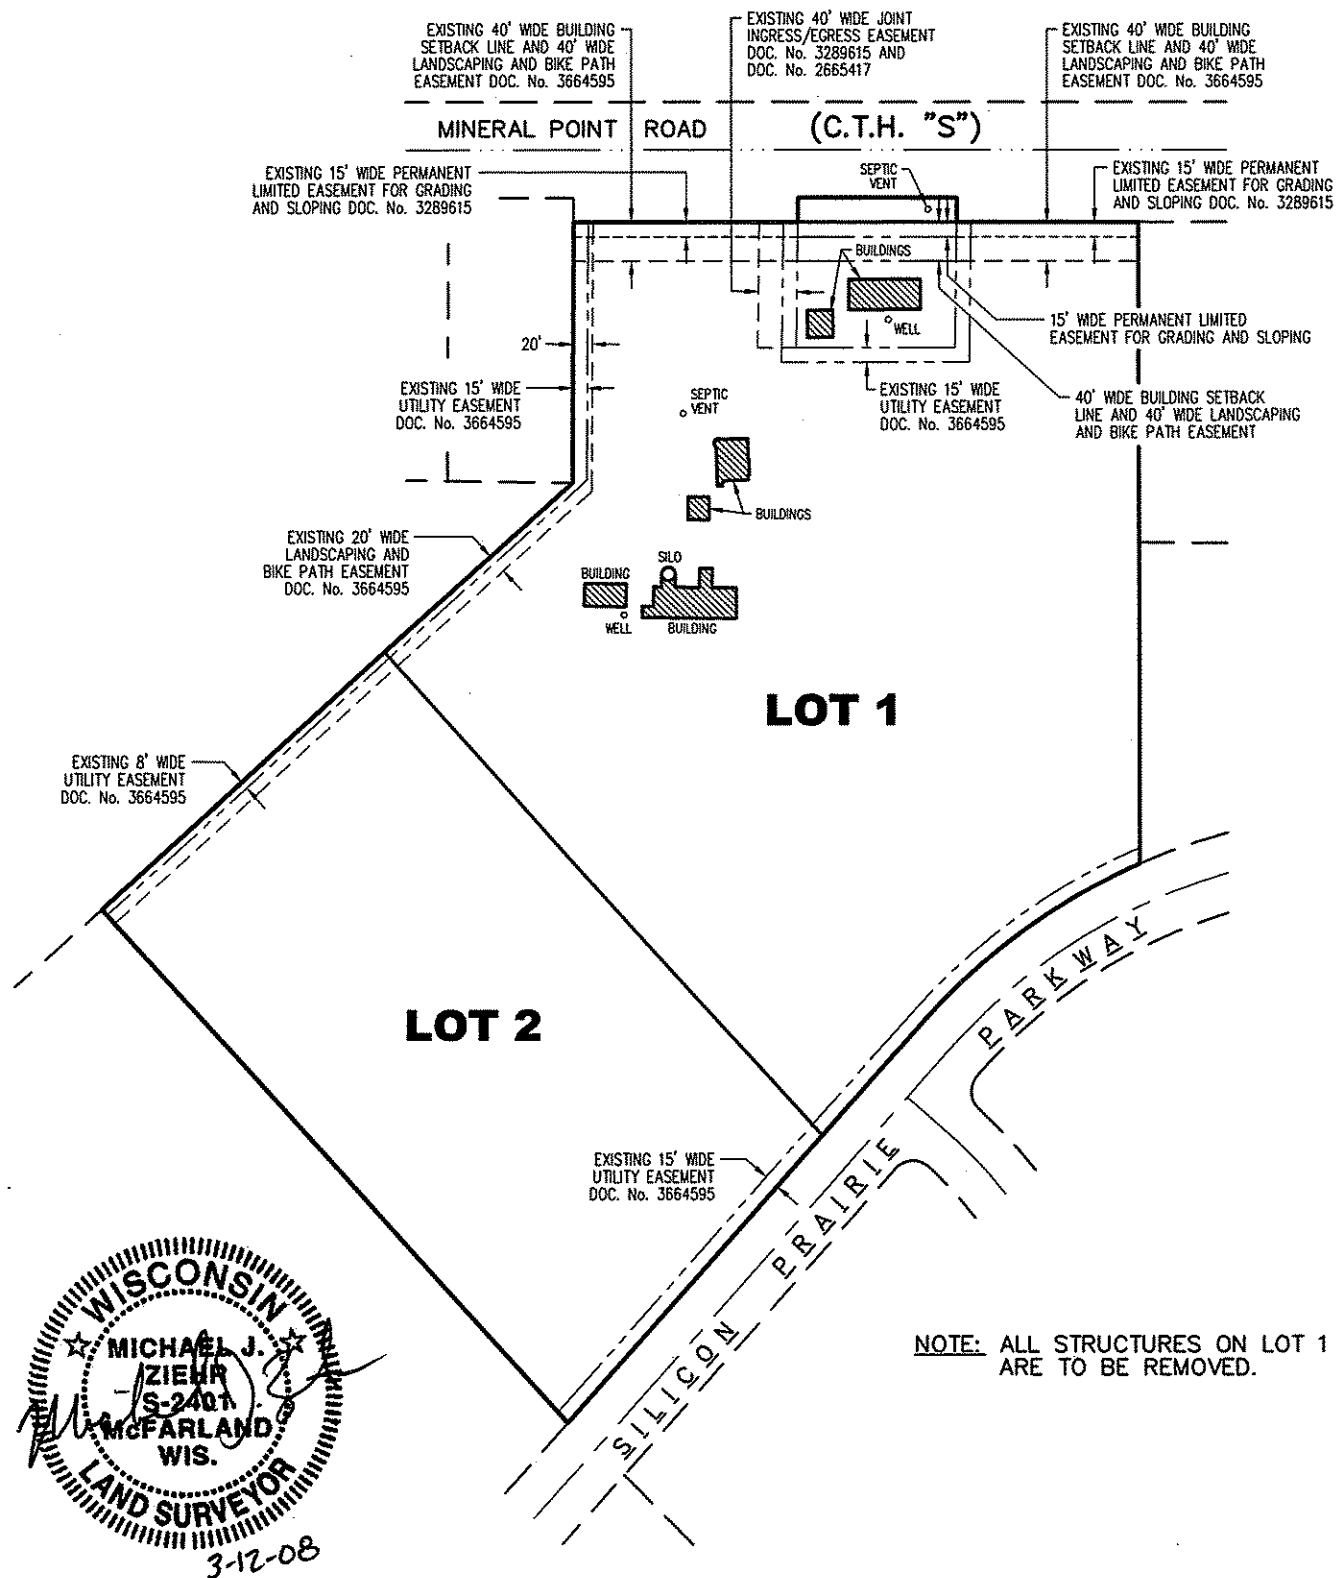 EXISTING 40' WIDE BUILDING
SETBACK LINE AND 40' WIDE
LANDSCAPING AND BIKE PATH
EASEMENT DOC. No. 3664595
EXISTING 40' WIDE JOINT
INGRESS/EGRESS EASEMENT
DOC. No. 3289615 AND
DOC. No. 2665417
EXISTING 40' WIDE BUILDING
SETBACK LINE AND 40' WIDE
LANDSCAPING AND BIKE PATH
EASEMENT DOC. No. 3664595
MINERAL POINT ROAD (C.T.H. "S")
EXISTING 15' WIDE PERMANENT
LIMITED EASEMENT FOR GRADING
AND SLOPING DOC. No. 3289615
SEPTIC
VENT
EXISTING 15' WIDE PERMANENT
LIMITED EASEMENT FOR GRADING
AND SLOPING DOC. No. 3289615
BUILDINGS
WELL
15' WIDE PERMANENT LIMITED
EASEMENT FOR GRADING AND SLOPING
20'
EXISTING 15' WIDE
UTILITY EASEMENT
DOC. No. 3664595
SEPTIC
VENT
EXISTING 15' WIDE
UTILITY EASEMENT
DOC. No. 3664595
40' WIDE BUILDING SETBACK
LINE AND 40' WIDE LANDSCAPING
AND BIKE PATH EASEMENT
BUILDINGS
EXISTING 20' WIDE
LANDSCAPING AND
BIKE PATH EASEMENT
DOC. No. 3664595
SILO
BUILDING
WELL
BUILDING
LOT 1
EXISTING 8' WIDE
UTILITY EASEMENT
DOC. No. 3664595
LOT 2
EXISTING 15' WIDE
UTILITY EASEMENT
DOC. No. 3664595
SILICON PRAIRIE PARKWAY
WISCONSIN
MICHAEL J.
ZIEHR
S-2401
McFARLAND
WIS.
LAND SURVEYOR
3-12-08
NOTE: ALL STRUCTURES ON LOT 1
ARE TO BE REMOVED.